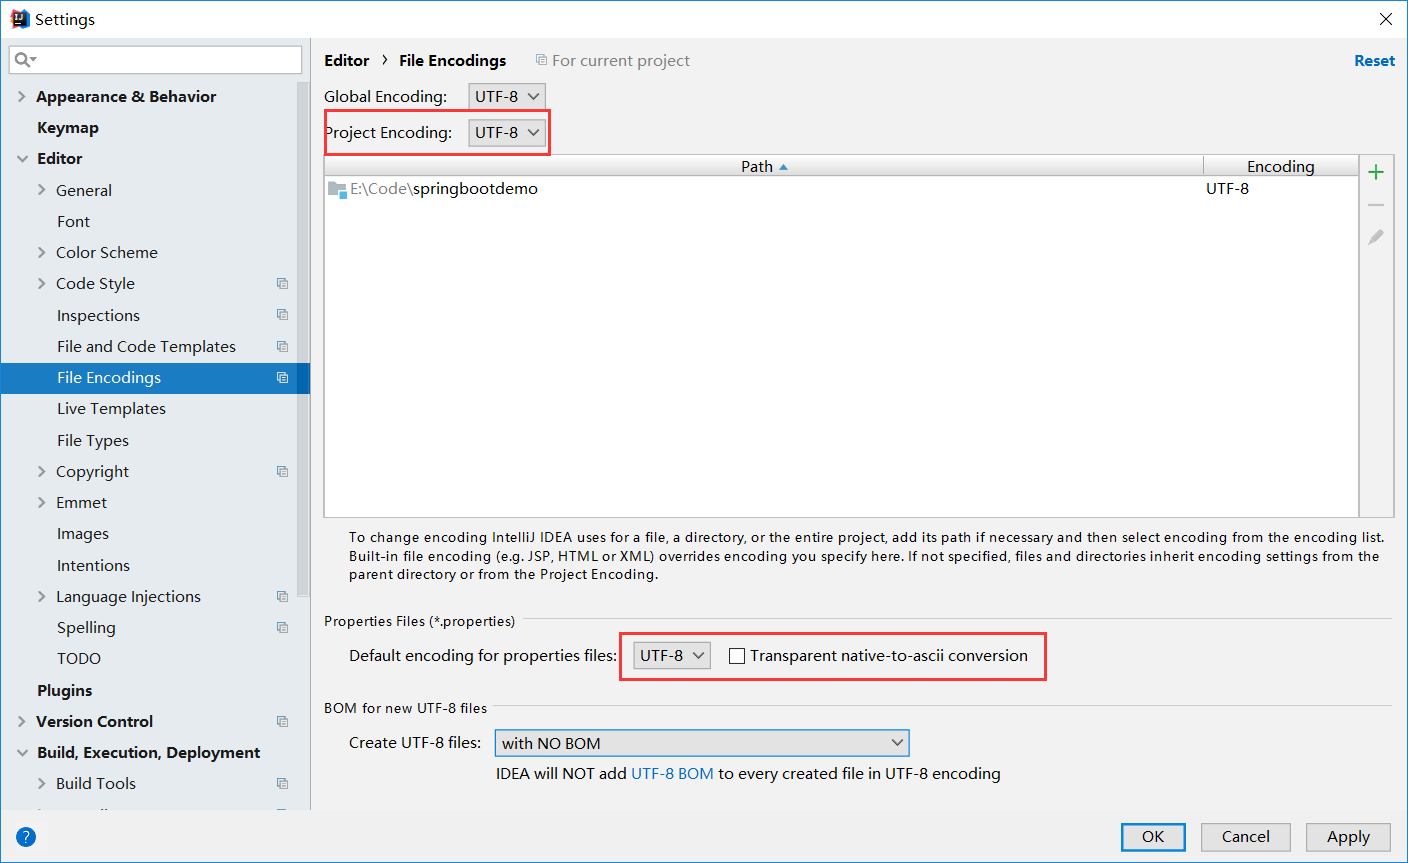 Settings
Editor › File Encodings For current project Reset
Appearance & Behavior
Keymap
Editor
General
Font
Color Scheme
Code Style
Inspections
File and Code Templates
File Encodings
Live Templates
File Types
Copyright
Emmet
Images
Intentions
Language Injections
Spelling
TODO
Plugins
Version Control
Build, Execution, Deployment
Build Tools
Global Encoding: UTF-8
Project Encoding: UTF-8
Path Encoding
E:\Code\springbootdemo UTF-8
To change encoding IntelliJ IDEA uses for a file, a directory, or the entire project, add its path if necessary and then select encoding from the encoding list.
Built-in file encoding (e.g. JSP, HTML or XML) overrides encoding you specify here. If not specified, files and directories inherit encoding settings from the
parent directory or from the Project Encoding.
Properties Files (*.properties)
Default encoding for properties files: UTF-8 Transparent native-to-ascii conversion
BOM for new UTF-8 files
Create UTF-8 files: with NO BOM
IDEA will NOT add UTF-8 BOM to every created file in UTF-8 encoding
? OK Cancel Apply